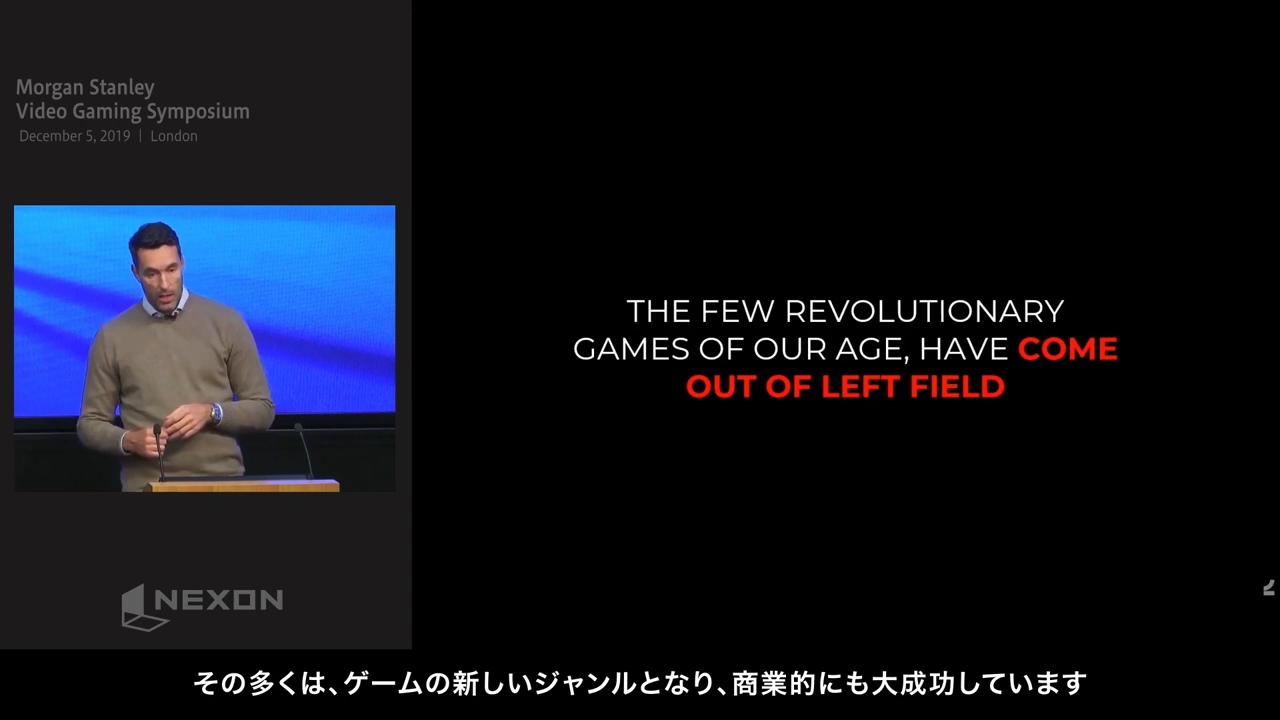 Morgan Stanley
Video Gaming Symposium
December 5, 2019 | London
THE FEW REVOLUTIONARY
GAMES OF OUR AGE, HAVE COME
OUT OF LEFT FIELD
NEXON
その多くは、ゲームの新しいジャンルとなり、商業的にも大成功しています